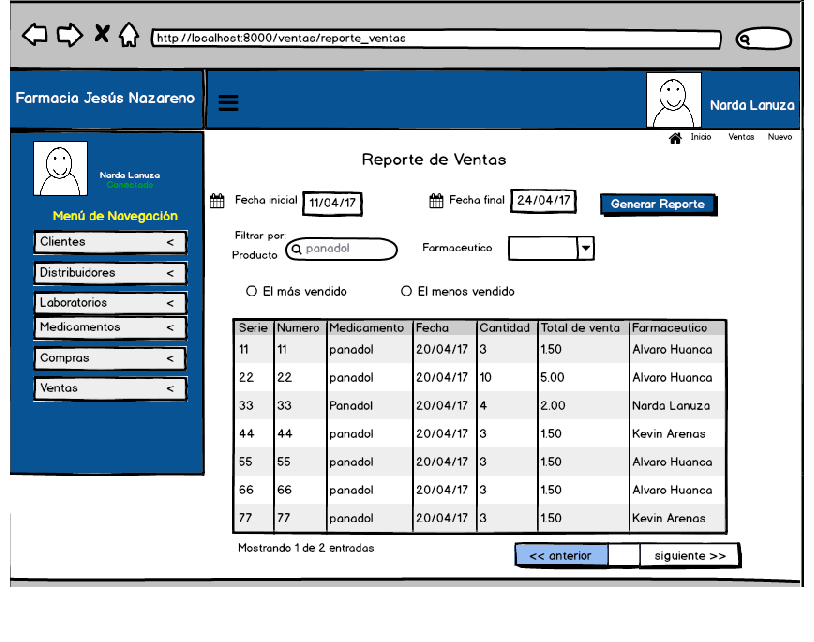 http://localhost:8000/ventas/reporte_ventas
Farmacia Jesús Nazareno
Narda Lanuza
Inicio Ventas Nuevo
Narda Lanuza
Conectado
Menú de Navegación
Clientes <
Distribuidores <
Laboratorios <
Medicamentos <
Compras <
Ventas <
Reporte de Ventas
Fecha inicial 11/04/17 Fecha final 24/04/17 Generar Reporte
Filtrar por
Producto panadol Farmaceutico
El más vendido El menos vendido
Serie Numero Medicamento Fecha Cantidad Total de venta Farmaceutico
11 11 panadol 20/04/17 3 1.50 Alvaro Huanca
22 22 panadol 20/04/17 10 5.00 Alvaro Huanca
33 33 Panadol 20/04/17 4 2.00 Narda Lanuza
44 44 panadol 20/04/17 3 1.50 Kevin Arenas
55 55 panadol 20/04/17 3 1.50 Alvaro Huanca
66 66 panadol 20/04/17 3 1.50 Alvaro Huanca
77 77 panadol 20/04/17 3 1.50 Kevin Arenas
Mostrando 1 de 2 entradas
<< anterior siguiente >>